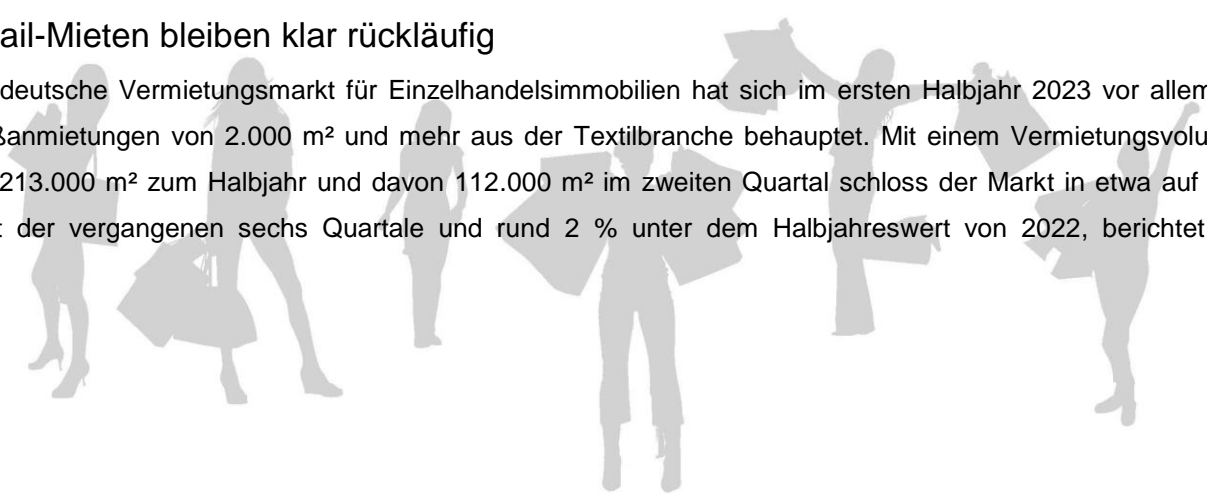 ail-Mieten bleiben klar rückläufig
deutsche Vermietungsmarkt für Einzelhandelsimmobilien hat sich im ersten Halbjahr 2023 vor allem
ßanmietungen von 2.000 m² und mehr aus der Textilbranche behauptet. Mit einem Vermietungsvolu
213.000 m² zum Halbjahr und davon 112.000 m² im zweiten Quartal schloss der Markt in etwa auf
t der vergangenen sechs Quartale und rund 2 % unter dem Halbjahreswert von 2022, berichtet